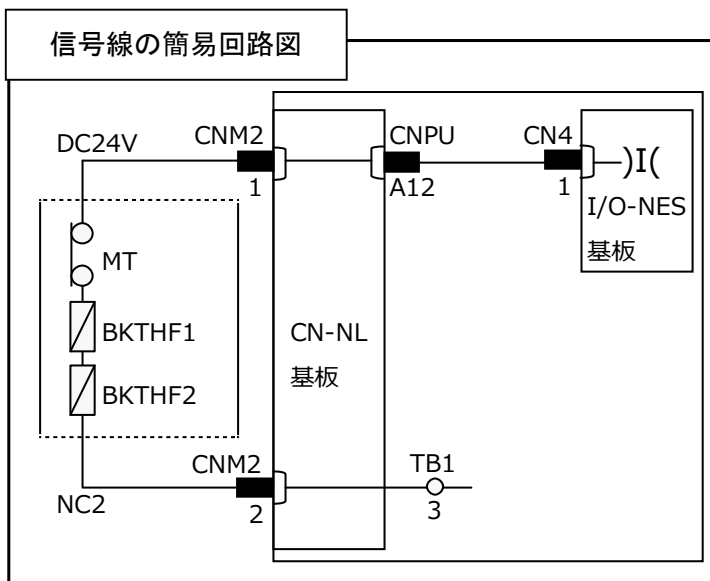 信号線の簡易回路図
DC24V
CNM2
1
CNPU
A12
CN4
1
)I(
I/O-NES
基板
MT
BKTHF1
BKTHF2
CN-NL
基板
NC2
CNM2
2
TB1
3